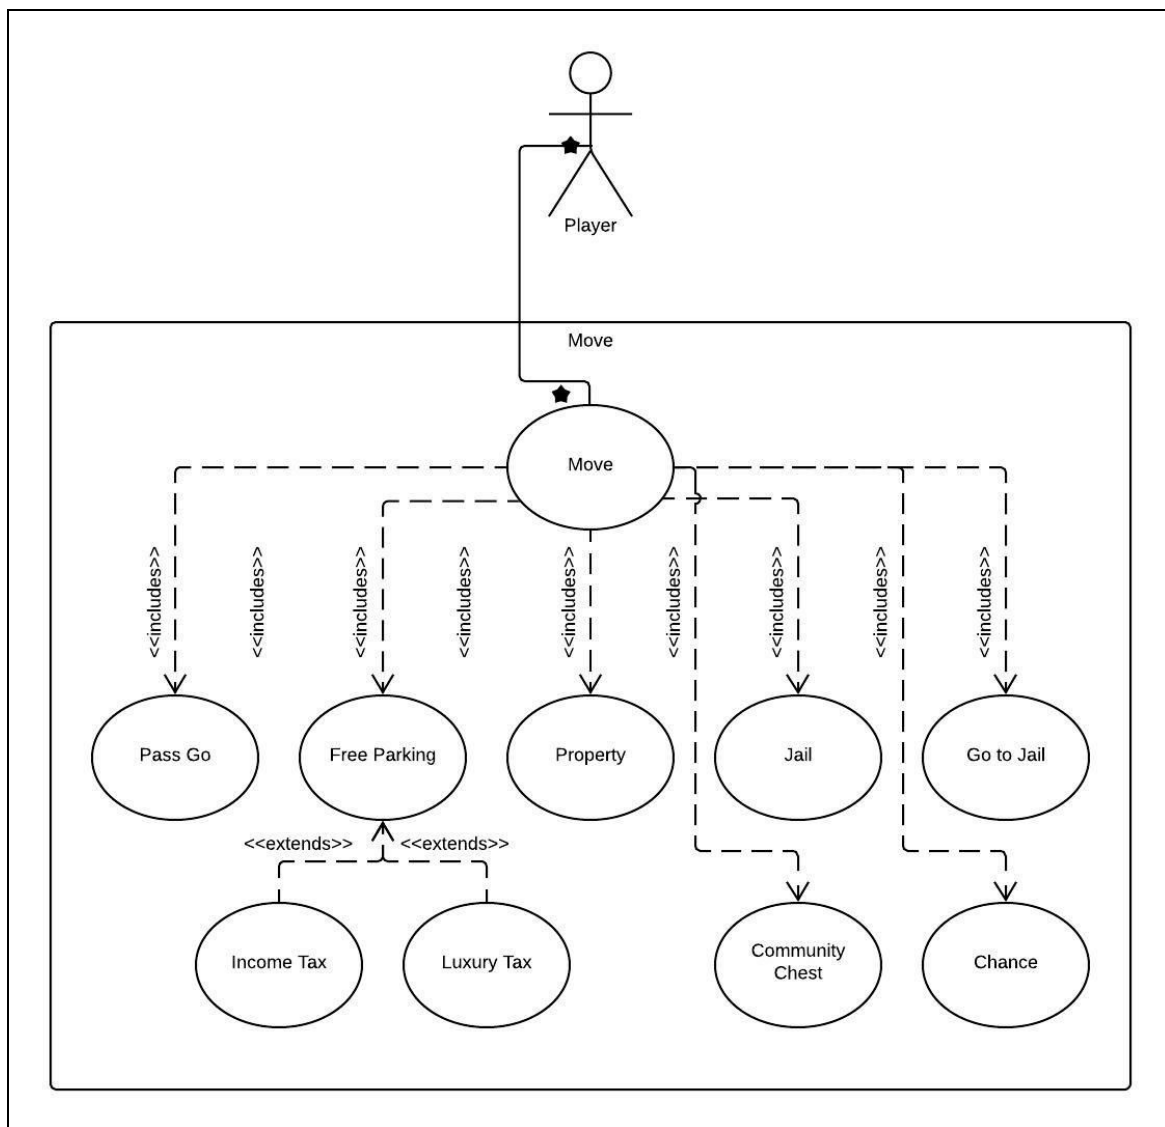 Player
Move
Move
<<includes>>
<<includes>>
<<includes>>
<<includes>>
<<includes>>
<<includes>>
<<includes>>
<<includes>>
<<includes>>
Pass Go
Free Parking
Property
Jail
Go to Jail
<<extends>>
<<extends>>
Income Tax
Luxury Tax
Community
Chest
Chance